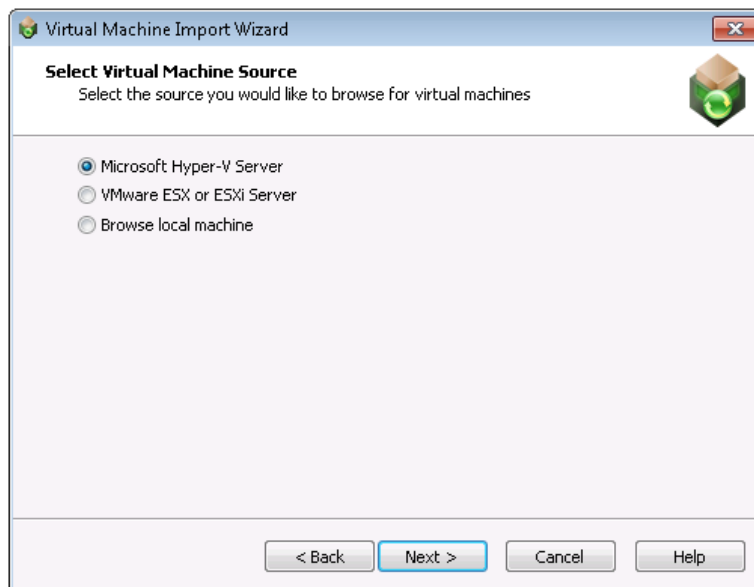 Virtual Machine Import Wizard
Select Virtual Machine Source
Select the source you would like to browse for virtual machines
Microsoft Hyper-V Server
VMware ESX or ESXi Server
Browse local machine
< Back Next > Cancel Help